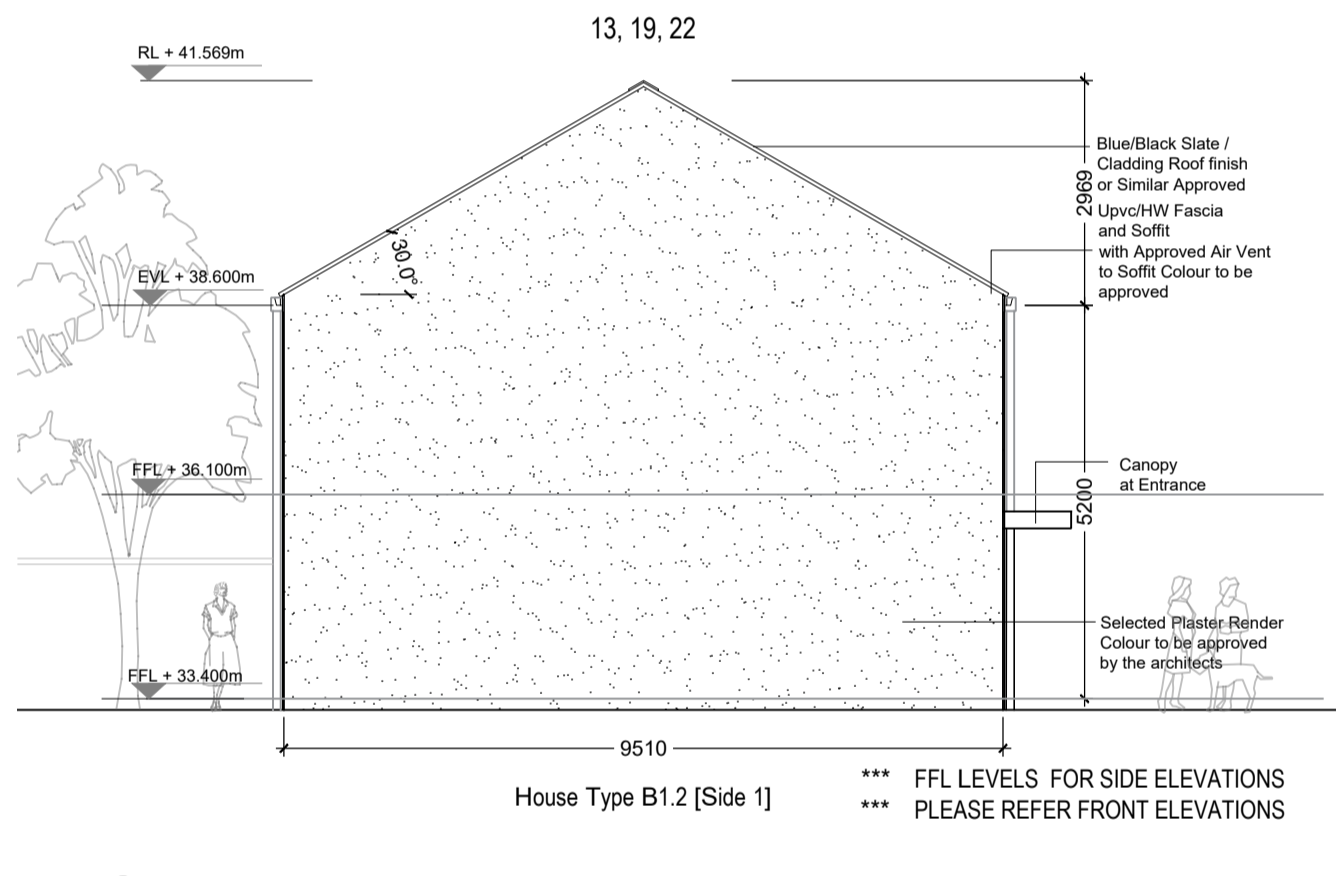 13, 19, 22
RL + 41.569m
Blue/Black Slate /
Cladding Roof finish
or Similar Approved
2969
Upvc/HW Fascia
and Soffit
with Approved Air Vent
to Soffit Colour to be
approved
30.0°
EVL + 38.600m
FFL + 36.100m
Canopy
at Entrance
5200
Selected Plaster Render
Colour to be approved
by the architects
FFL + 33.400m
9510
House Type B1.2 [Side 1]
*** FFL LEVELS FOR SIDE ELEVATIONS
*** PLEASE REFER FRONT ELEVATIONS